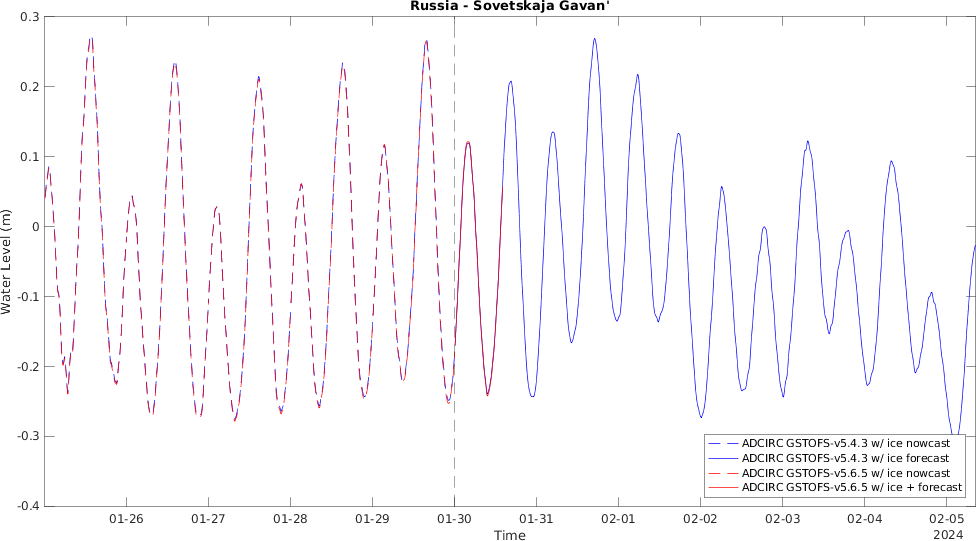 Russia - Sovetskaja Gavan'
0.3
0.2
0.1
0
-0.1
-0.2
-0.3
-0.4
Water Level (m)
ADCIRC GSTOFS-v5.4.3 w/ ice nowcast
ADCIRC GSTOFS-v5.4.3 w/ ice forecast
ADCIRC GSTOFS-v5.6.5 w/ ice nowcast
ADCIRC GSTOFS-v5.6.5 w/ ice + forecast
01-26 01-27 01-28 01-29 01-30 01-31 02-01 02-02 02-03 02-04 02-05
Time
2024